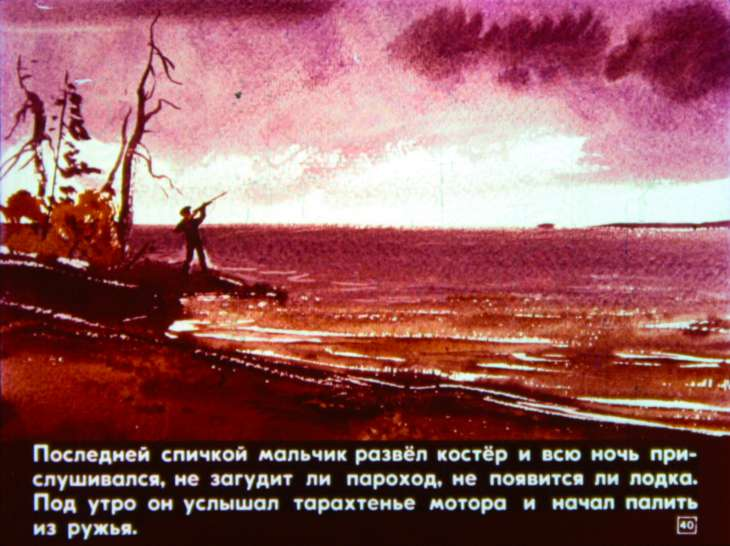 Последней спичкой мальчик развёл костёр и всю ночь при-
слушивался, не загудит ли пароход, не появится ли лодка.
Под утро он услышал тарахтенье мотора и начал палить
из ружья.
40